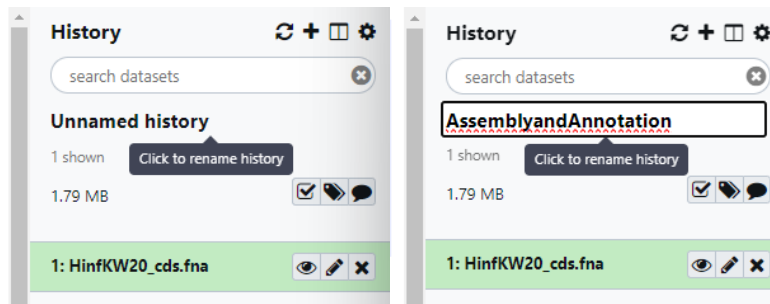 History
search datasets
Unnamed history
1 shown
Click to rename history
1.79 MB
1: HinfKW20_cds.fna
History
search datasets
AssemblyandAnnotation
1 shown
Click to rename history
1.79 MB
1: HinfKW20_cds.fna